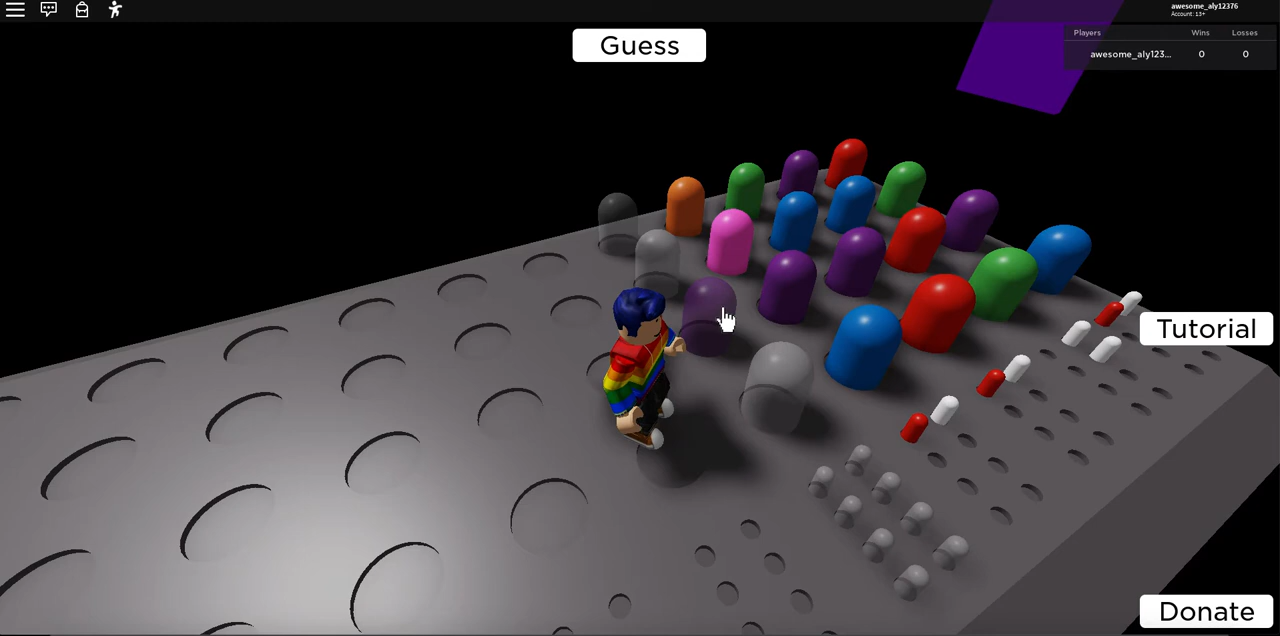 awesome_aly12376
Account: 13+
Guess
Players Wins Losses
awesome_aly123... 0 0
Tutorial
Donate